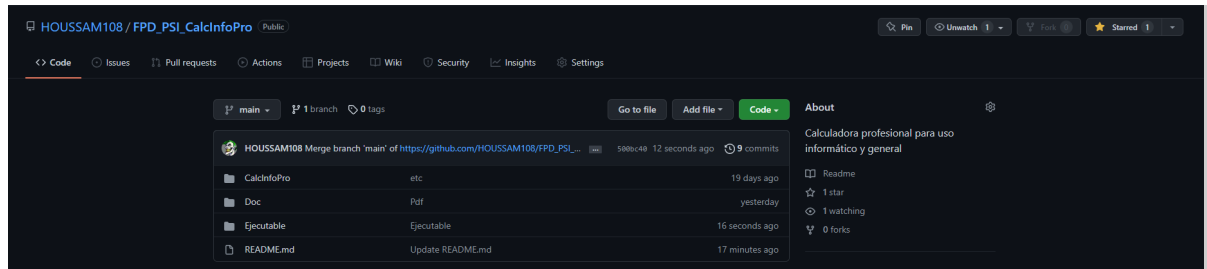 HOUSSAM108 / FPD_PSI_CalcInfoPro Public
Pin Unwatch 1 Fork 0 Starred 1
<> Code Issues Pull requests Actions Projects Wiki Security Insights Settings
main 1 branch 0 tags Go to file Add file Code
HOUSSAM108 Merge branch 'main' of https://github.com/HOUSSAM108/FPD_PSI_... ... 500bc40 12 seconds ago 9 commits
CalcInfoPro etc 19 days ago
Doc Pdf yesterday
Ejecutable Ejecutable 16 seconds ago
README.md Update README.md 17 minutes ago
About
Calculadora profesional para uso
informático y general
Readme
1 star
1 watching
0 forks